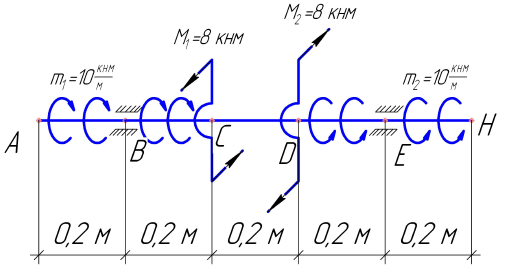 M₂=8 кнм
M₁=8 кнм
m₁=10 кнм/м
m₂=10 кнм/м
A
B
C
D
E
H
0,2 м
0,2 м
0,2 м
0,2 м
0,2 м